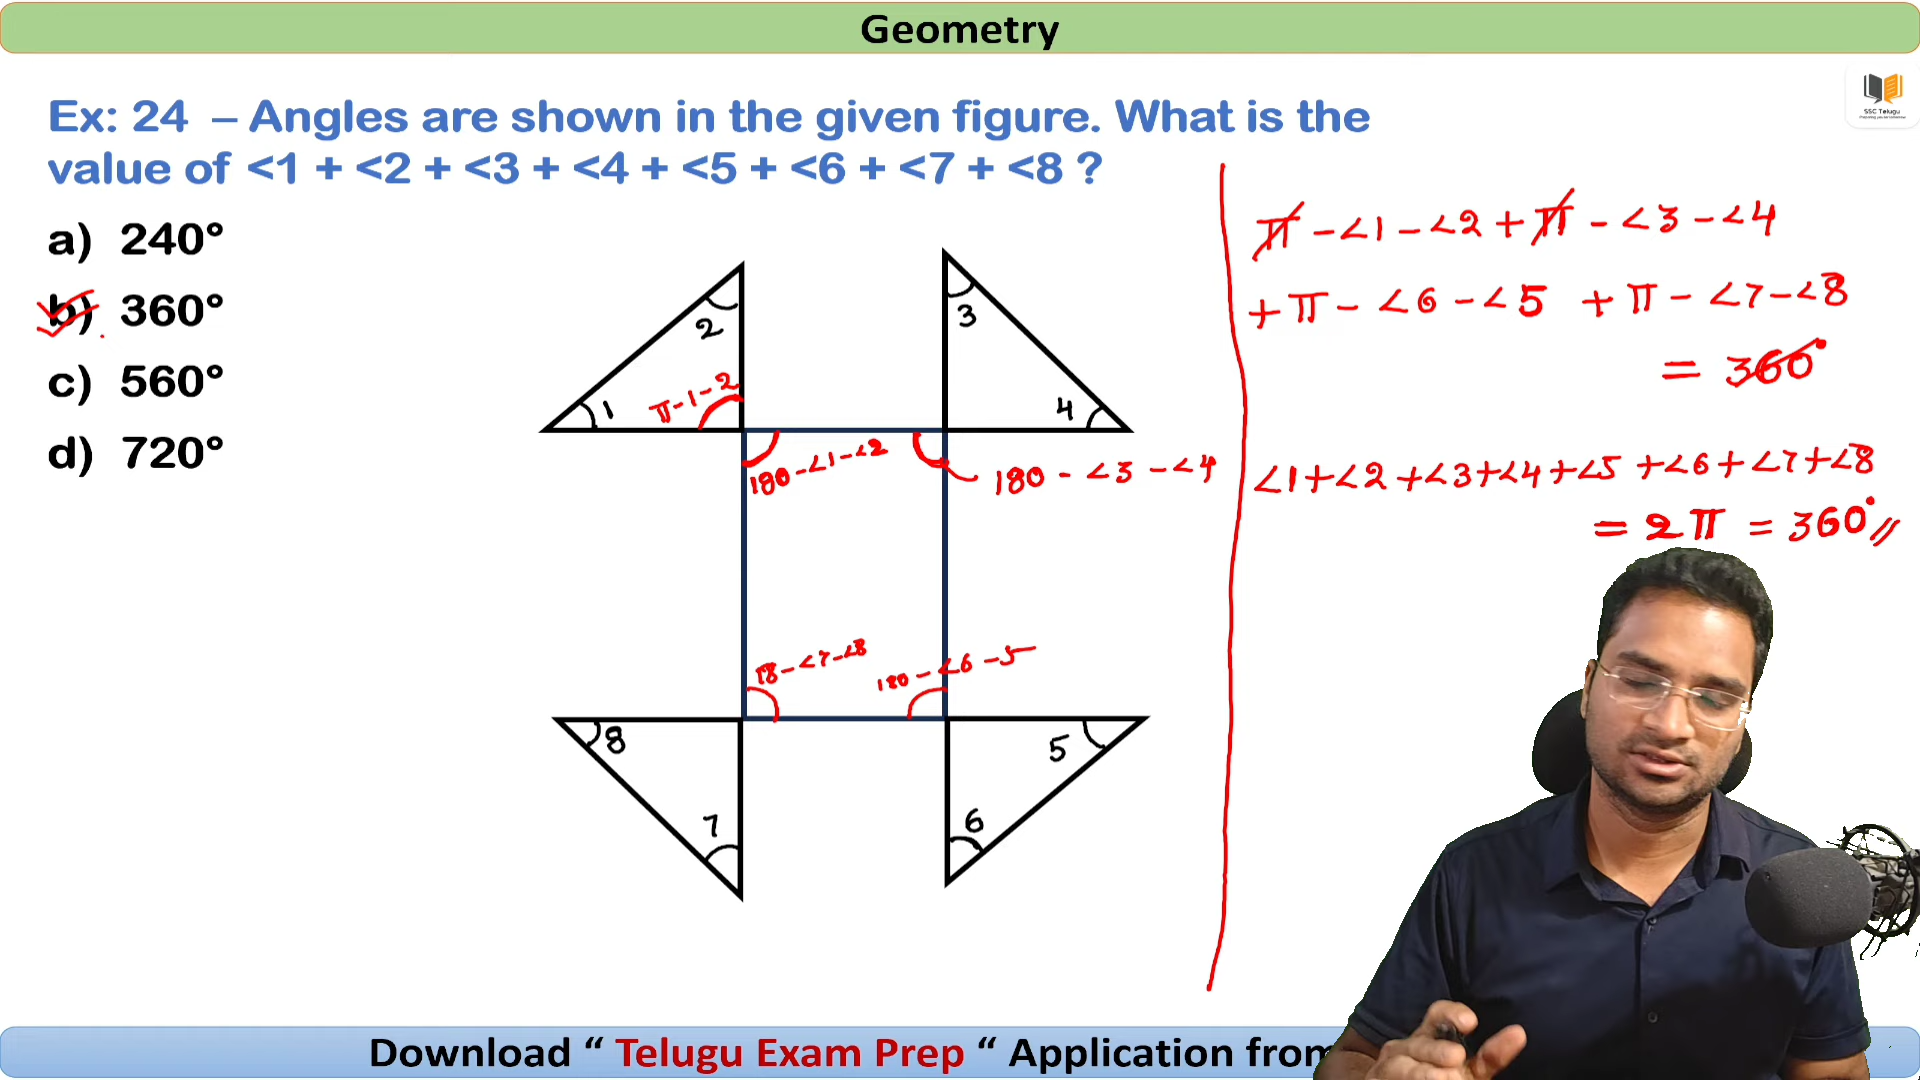 Geometry
SSC Telugu
Ex: 24 – Angles are shown in the given figure. What is the
value of <1 + <2 + <3 + <4 + <5 + <6 + <7 + <8 ?
a) 240°
b) 360°
c) 560°
d) 720°
2
1
π-1-2
3
4
180-<1-<2
180 - <3 - <4
18-<7-<8
180-<6-5
8
7
5
6
π - <1 - <2 + π - <3 - <4
+ π - <6 - <5 + π - <7 - <8
= 360°
<1+<2+<3+<4+<5+<6+<7+<8
= 2π = 360°//
Download “ Telugu Exam Prep “ Application from